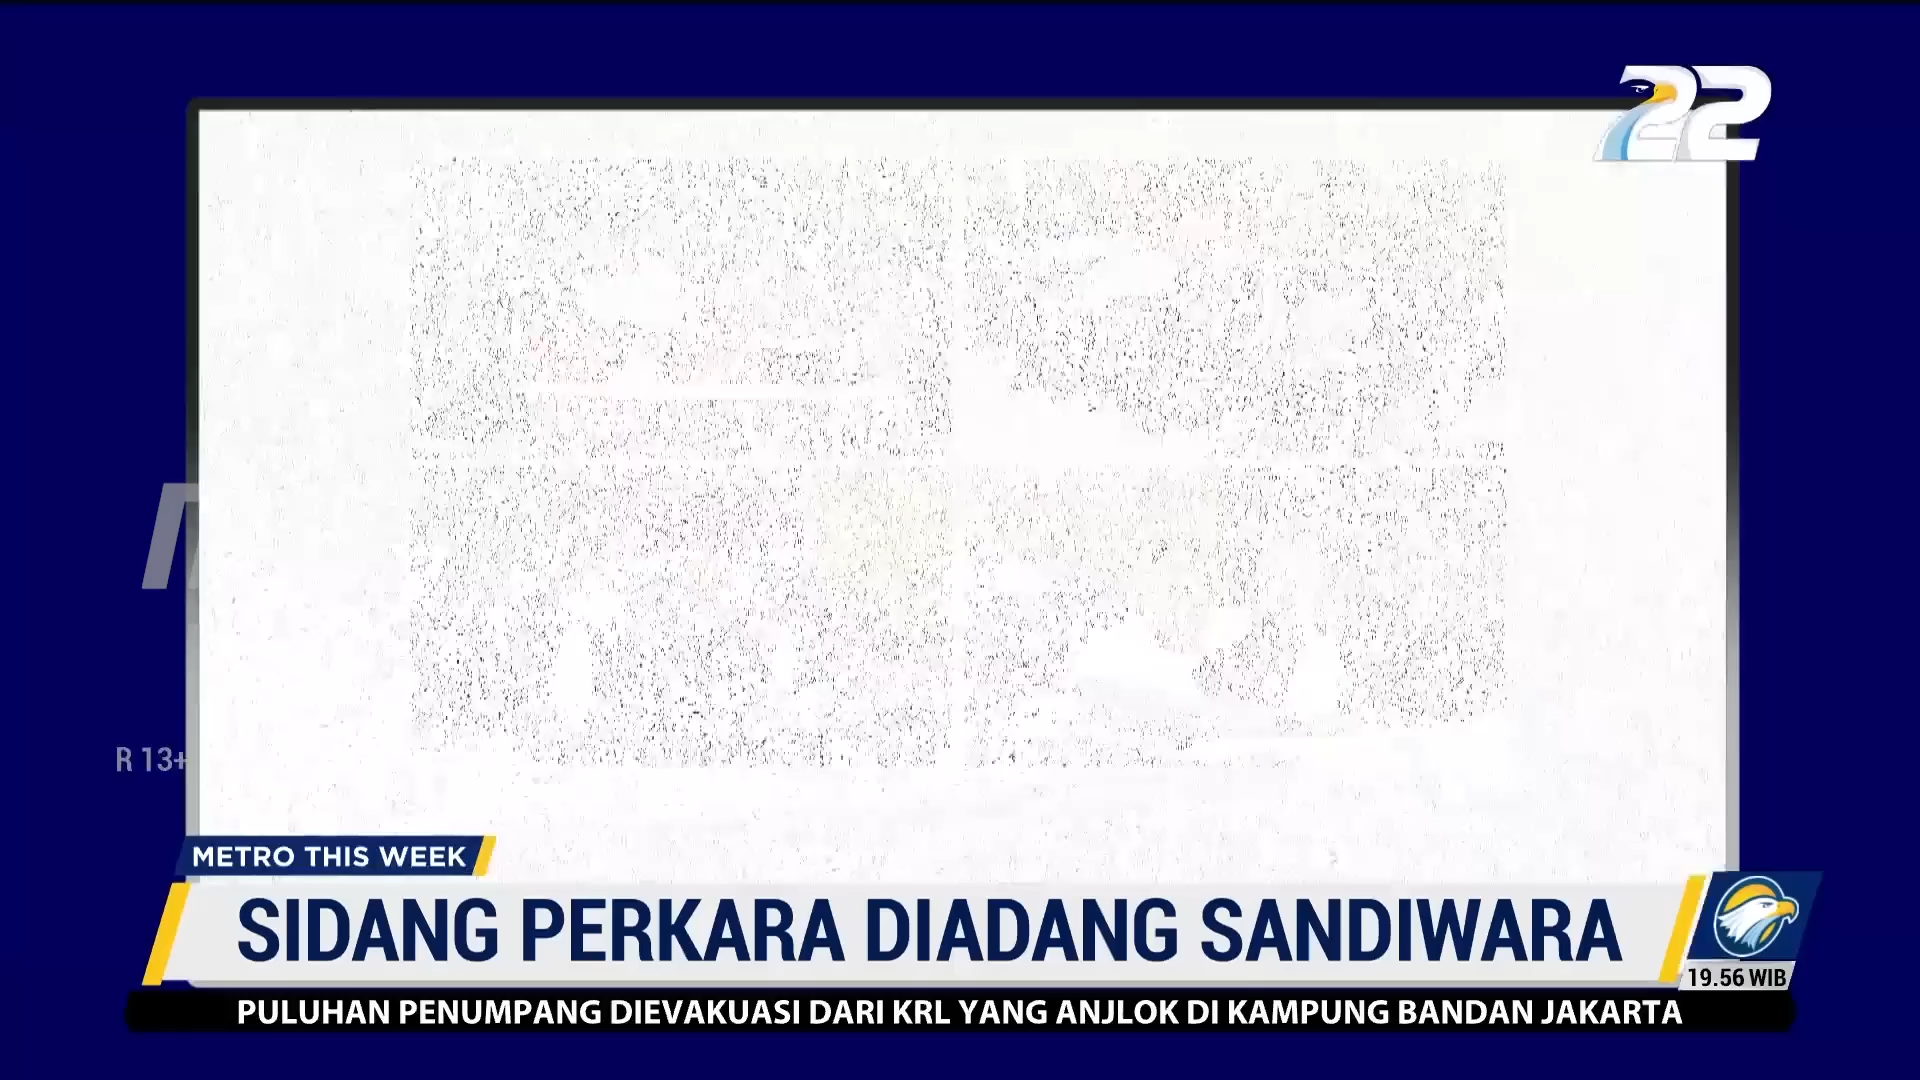 22
R 13+
METRO THIS WEEK
SIDANG PERKARA DIADANG SANDIWARA
19.56 WIB
PULUHAN PENUMPANG DIEVAKUASI DARI KRL YANG ANJLOK DI KAMPUNG BANDAN JAKARTA